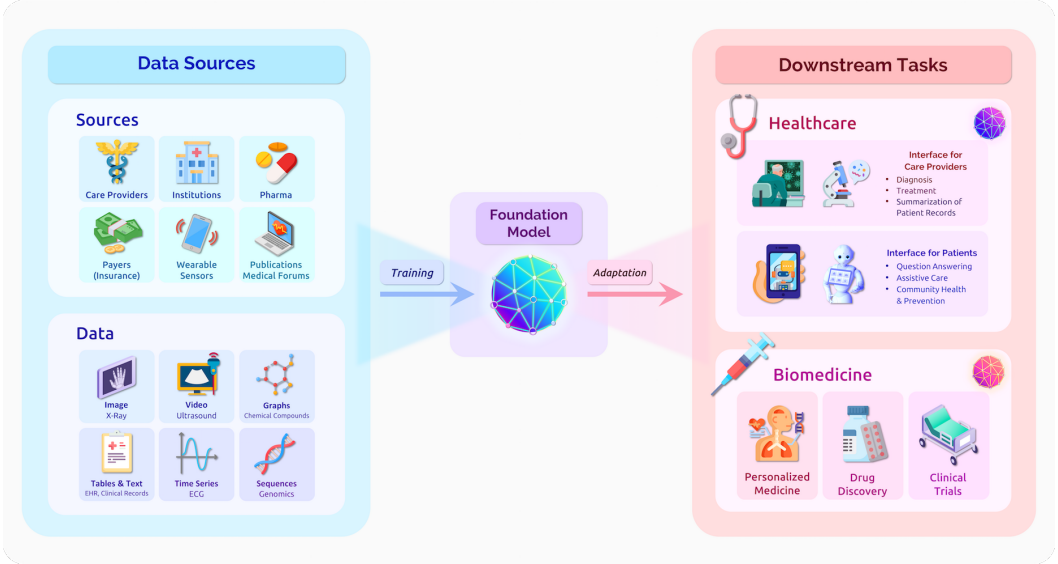 Data Sources
Sources
Care Providers
Institutions
Pharma
Payers
(Insurance)
Wearable
Sensors
Publications
Medical Forums
Data
Image
X-Ray
Video
Ultrasound
Graphs
Chemical Compounds
Tables & Text
EHR, Clinical Records
Time Series
ECG
Sequences
Genomics
Training
Foundation
Model
Adaptation
Downstream Tasks
Healthcare
Interface for
Care Providers
• Diagnosis
• Treatment
• Summarization of
Patient Records
Interface for Patients
• Question Answering
• Assistive Care
• Community Health
& Prevention
Biomedicine
Personalized
Medicine
Drug
Discovery
Clinical
Trials